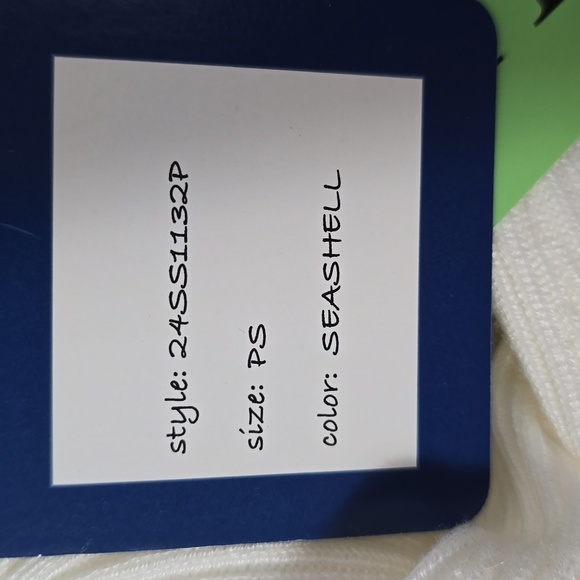 style: 24SS1132P
size: PS
color: SEASHELL